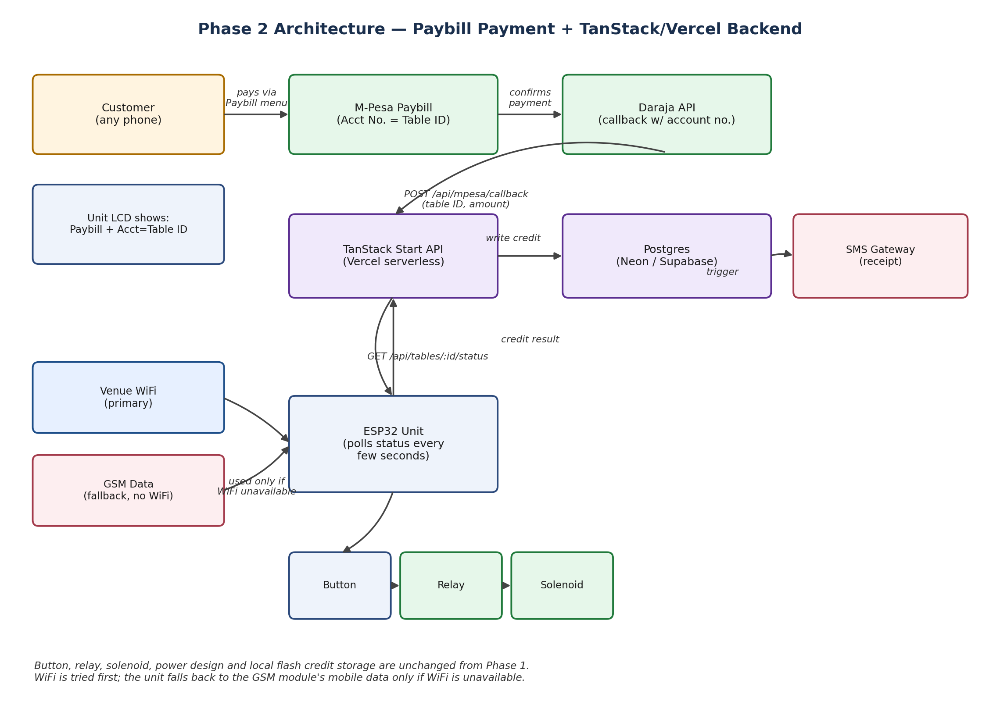 Phase 2 Architecture — Paybill Payment + TanStack/Vercel Backend
Customer
(any phone)
pays via
Paybill menu
M-Pesa Paybill
(Acct No. = Table ID)
confirms
payment
Daraja API
(callback w/ account no.)
Unit LCD shows:
Paybill + Acct=Table ID
POST /api/mpesa/callback
(table ID, amount)
TanStack Start API
(Vercel serverless)
write credit
Postgres
(Neon / Supabase)
trigger
SMS Gateway
(receipt)
credit result
GET /api/tables/:id/status
Venue WiFi
(primary)
ESP32 Unit
(polls status every
few seconds)
GSM Data
(fallback, no WiFi)
used only if
WiFi unavailable
Button
Relay
Solenoid
Button, relay, solenoid, power design and local flash credit storage are unchanged from Phase 1.
WiFi is tried first; the unit falls back to the GSM module's mobile data only if WiFi is unavailable.